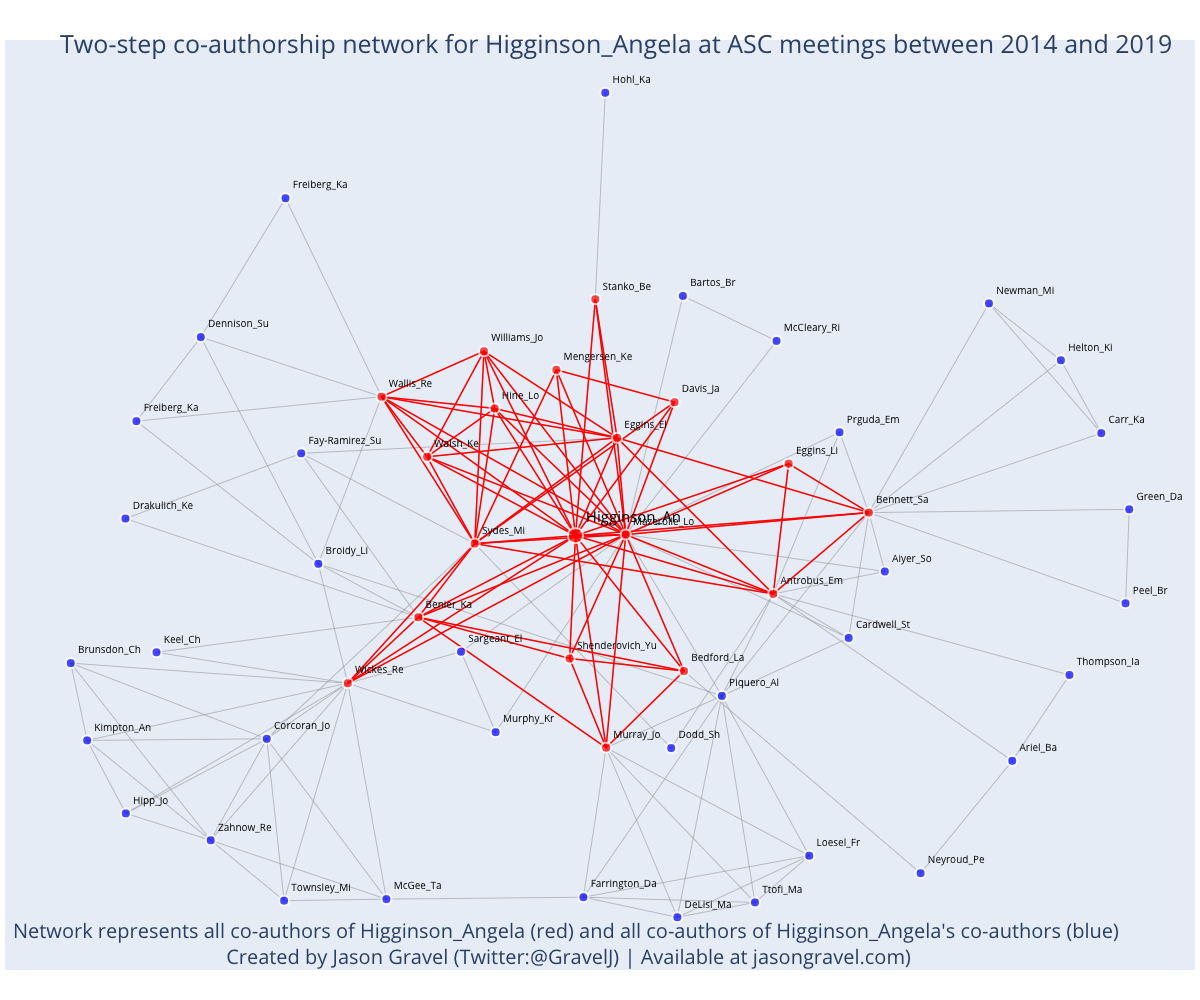 Two-step co-authorship network for Higginson_Angela at ASC meetings between 2014 and 2019
Hohl_Ka
Freiberg_Ka
Stanko_Be
Bartos_Br
Newman_Mi
Dennison_Su
McCleary_Ri
Williams_Jo
Mengersen_Ke
Helton_Ki
Wallis_Re
Davis_Ja
Hine_Lo
Freiberg_Ka
Eggins_El
Prguda_Em
Carr_Ka
Fay-Ramirez_Su
Walsh_Ke
Eggins_Li
Bennett_Sa
Green_Da
Drakulich_Ke
Higginson_An
Mazerolle_Lo
Sydes_Mi
Broidy_Li
Aiyer_So
Antrobus_Em
Peel_Br
Benier_Ka
Cardwell_St
Keel_Ch
Sargeant_El
Shenderovich_Yu
Brunsdon_Ch
Bedford_La
Thompson_Ia
Wickes_Re
Piquero_Al
Kimpton_An
Corcoran_Jo
Murphy_Kr
Murray_Jo
Dodd_Sh
Ariel_Ba
Hipp_Jo
Zahnow_Re
Loesel_Fr
Neyroud_Pe
Townsley_Mi
McGee_Ta
Farrington_Da
Ttofi_Ma
DeLisi_Ma
Network represents all co-authors of Higginson_Angela (red) and all co-authors of Higginson_Angela's co-authors (blue)
Created by Jason Gravel (Twitter:@GravelJ) | Available at jasongravel.com)